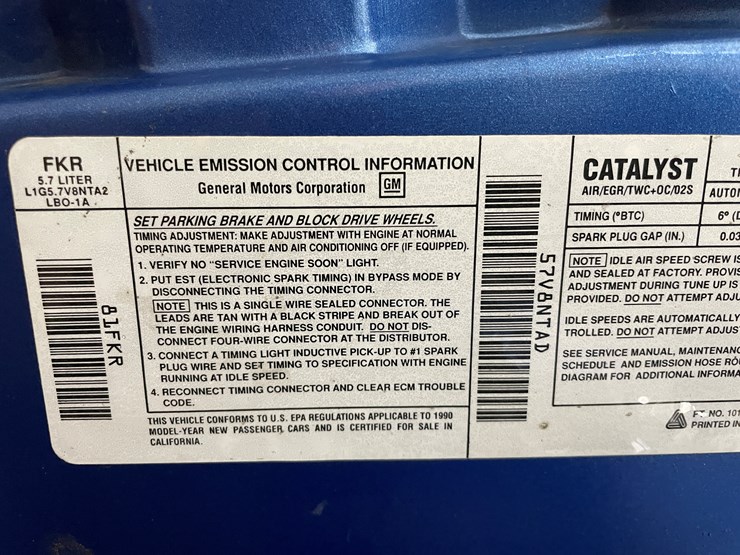 FKR
5.7 LITER
L1G5.7V8NTA2
LBO-1A
81FKR
VEHICLE EMISSION CONTROL INFORMATION
General Motors Corporation GM
SET PARKING BRAKE AND BLOCK DRIVE WHEELS.
TIMING ADJUSTMENT: MAKE ADJUSTMENT WITH ENGINE AT NORMAL
OPERATING TEMPERATURE AND AIR CONDITIONING OFF (IF EQUIPPED).
1. VERIFY NO "SERVICE ENGINE SOON" LIGHT.
2. PUT EST (ELECTRONIC SPARK TIMING) IN BYPASS MODE BY
DISCONNECTING THE TIMING CONNECTOR.
NOTE THIS IS A SINGLE WIRE SEALED CONNECTOR. THE
LEADS ARE TAN WITH A BLACK STRIPE AND BREAK OUT OF
THE ENGINE WIRING HARNESS CONDUIT. DO NOT DIS-
CONNECT FOUR-WIRE CONNECTOR AT THE DISTRIBUTOR.
3. CONNECT A TIMING LIGHT INDUCTIVE PICK-UP TO #1 SPARK
PLUG WIRE AND SET TIMING TO SPECIFICATION WITH ENGINE
RUNNING AT IDLE SPEED.
4. RECONNECT TIMING CONNECTOR AND CLEAR ECM TROUBLE
CODE.
THIS VEHICLE CONFORMS TO U.S. EPA REGULATIONS APPLICABLE TO 1990
MODEL-YEAR NEW PASSENGER CARS AND IS CERTIFIED FOR SALE IN
CALIFORNIA.
57V8NTAD
CATALYST
AIR/EGR/TWC+OC/02S
AUTO
TIMING (°BTC) 6° (
SPARK PLUG GAP (IN.) 0.03
NOTE IDLE AIR SPEED SCREW IS
AND SEALED AT FACTORY. PROVIS
ADJUSTMENT DURING TUNE UP IS
PROVIDED. DO NOT ATTEMPT ADJU
IDLE SPEEDS ARE AUTOMATICALLY
TROLLED. DO NOT ATTEMPT ADJUS
SEE SERVICE MANUAL, MAINTENANC
SCHEDULE AND EMISSION HOSE ROU
DIAGRAM FOR ADDITIONAL INFORMA
NO. 101
PRINTED IN